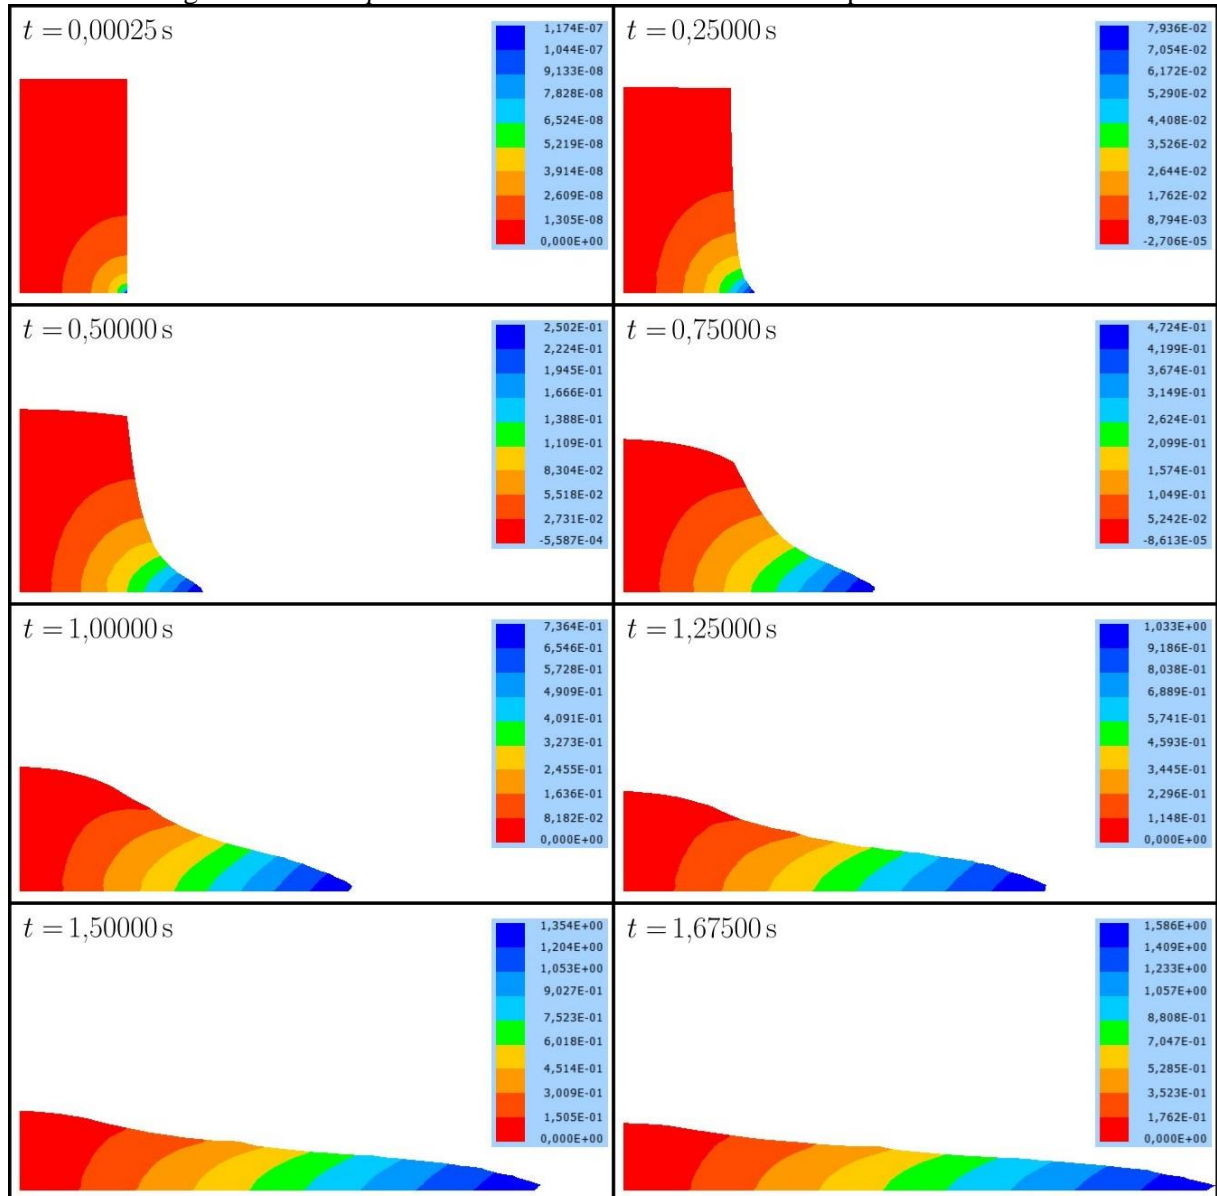 t = 0,00025 s
1,174E-07
1,044E-07
9,133E-08
7,828E-08
6,524E-08
5,219E-08
3,914E-08
2,609E-08
1,305E-08
0,000E+00
t = 0,25000 s
7,936E-02
7,054E-02
6,172E-02
5,290E-02
4,408E-02
3,526E-02
2,644E-02
1,762E-02
8,794E-03
-2,706E-05
t = 0,50000 s
2,502E-01
2,224E-01
1,945E-01
1,666E-01
1,388E-01
1,109E-01
8,304E-02
5,518E-02
2,731E-02
-5,587E-04
t = 0,75000 s
4,724E-01
4,199E-01
3,674E-01
3,149E-01
2,624E-01
2,099E-01
1,574E-01
1,049E-01
5,242E-02
-8,613E-05
t = 1,00000 s
7,364E-01
6,546E-01
5,728E-01
4,909E-01
4,091E-01
3,273E-01
2,455E-01
1,636E-01
8,182E-02
0,000E+00
t = 1,25000 s
1,033E+00
9,186E-01
8,038E-01
6,889E-01
5,741E-01
4,593E-01
3,445E-01
2,296E-01
1,148E-01
0,000E+00
t = 1,50000 s
1,354E+00
1,204E+00
1,053E+00
9,027E-01
7,523E-01
6,018E-01
4,514E-01
3,009E-01
1,505E-01
0,000E+00
t = 1,67500 s
1,586E+00
1,409E+00
1,233E+00
1,057E+00
8,808E-01
7,047E-01
5,285E-01
3,523E-01
1,762E-01
0,000E+00